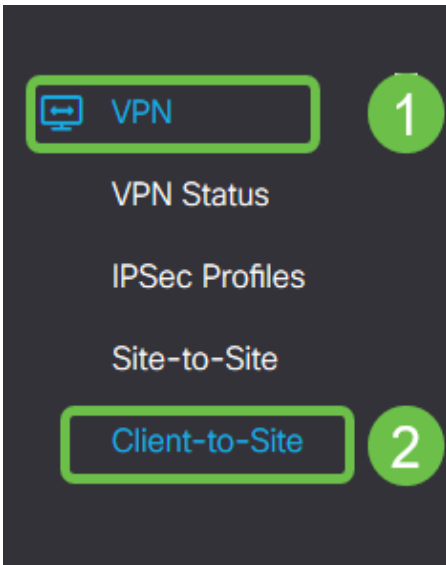 VPN
1
VPN Status
IPSec Profiles
Site-to-Site
Client-to-Site
2